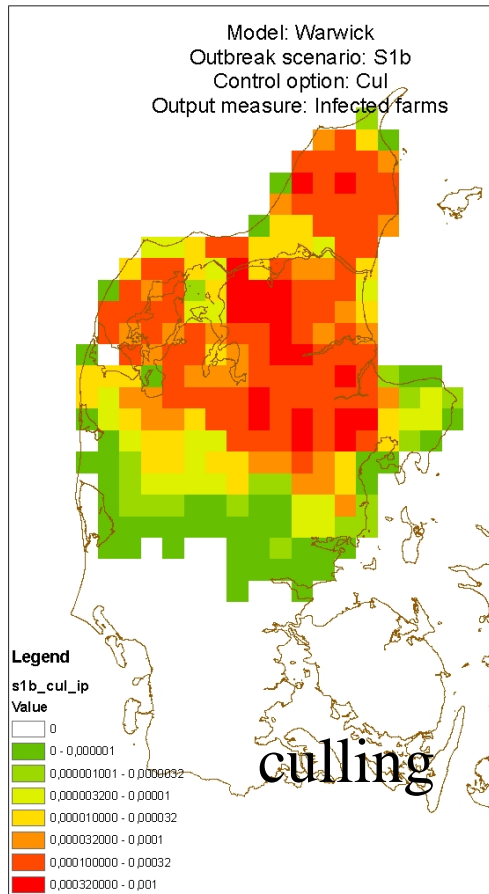 Model: Warwick
Outbreak scenario: S1b
Control option: Cul
Output measure: Infected farms
Legend
s1b_cul_ip
Value
0
0 - 0,000001
0,000001001 - 0,0000032
0,000003200 - 0,00001
0,000010000 - 0,000032
0,000032000 - 0,0001
0,000100000 - 0,00032
0,000320000 - 0,001
culling